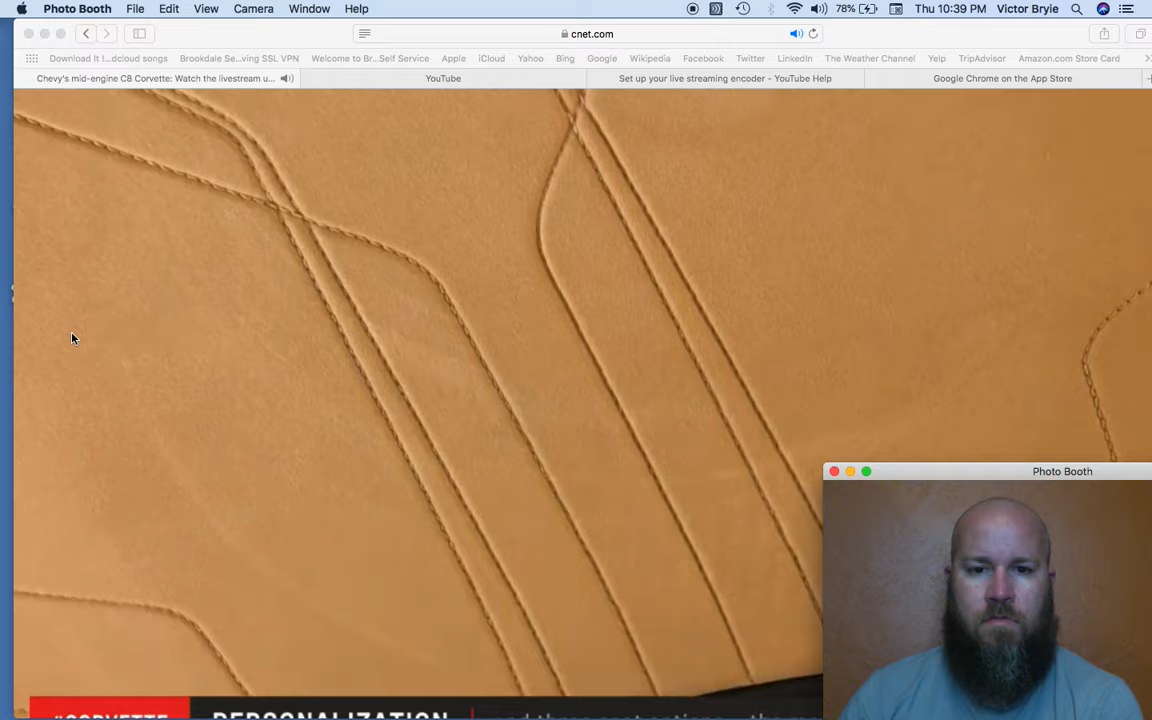 Photo Booth File Edit View Camera Window Help 78% Thu 10:39 PM Victor Bryie
cnet.com
Download It !...dcloud songs Brookdale Se...ving SSL VPN Welcome to Br...Self Service Apple iCloud Yahoo Bing Google Wikipedia Facebook Twitter LinkedIn The Weather Channel Yelp TripAdvisor Amazon.com Store Card
Chevy's mid-engine C8 Corvette: Watch the livestream u... YouTube Set up your live streaming encoder - YouTube Help Google Chrome on the App Store
Photo Booth
#CORVETTE PERSONALIZATION